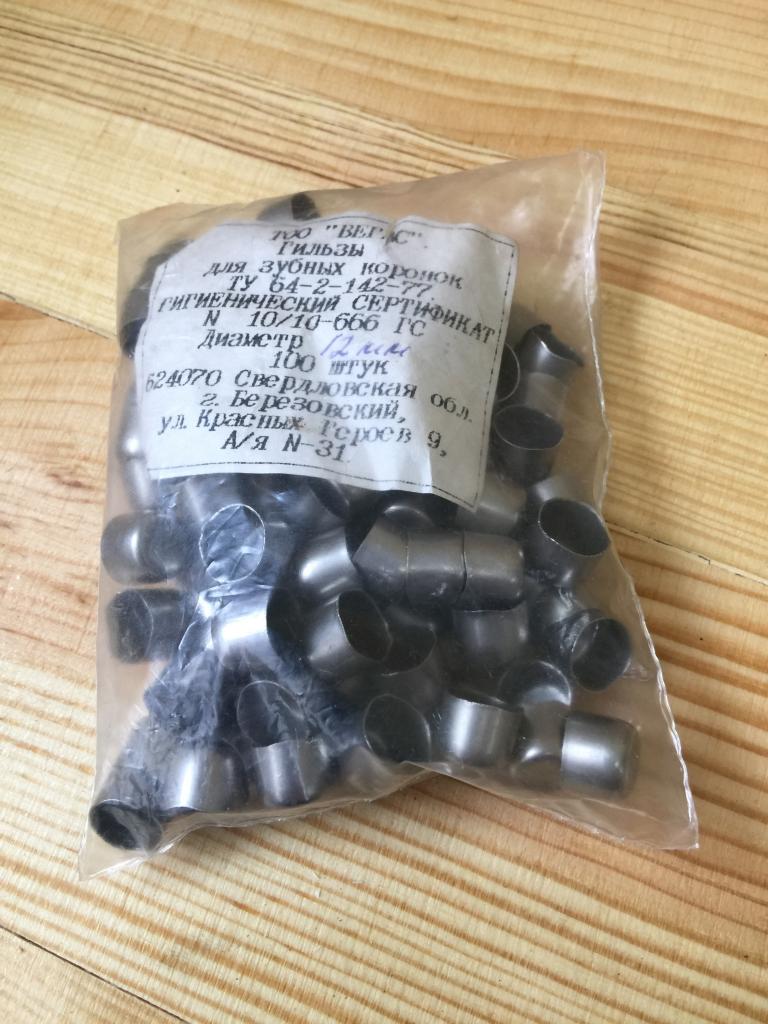 ТОО
Гильзы
для зубных коронок
ТУ 64-2-142-77
ГИГИЕНИЧЕСКИЙ СЕРТИФИКАТ
N 10/10-666 ГС
Диаметр 12 мм
100 штук
624070 Свердловская обл.
г. Березовский,
ул. Красных Героев 9,
А/я N-31